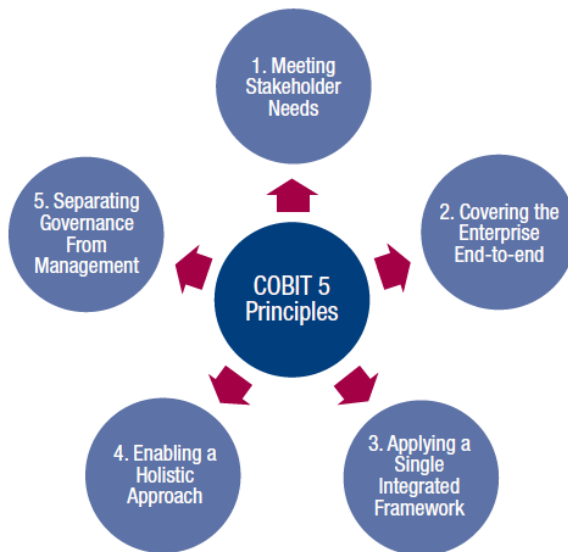 1. Meeting
Stakeholder
Needs
5. Separating
Governance
From
Management
2. Covering the
Enterprise
End-to-end
COBIT 5
Principles
4. Enabling a
Holistic
Approach
3. Applying a
Single
Integrated
Framework